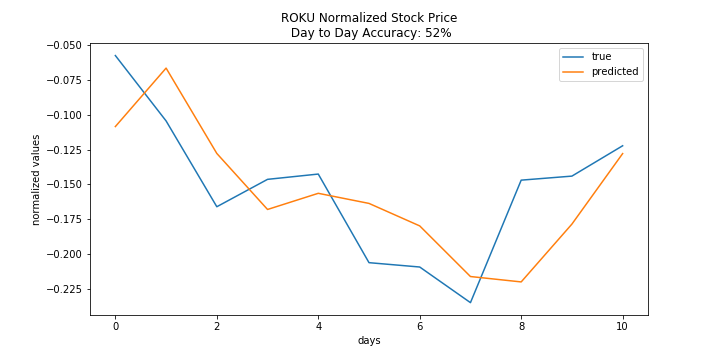 ROKU Normalized Stock Price
Day to Day Accuracy: 52%
true
predicted
−0.050
−0.075
−0.100
−0.125
−0.150
−0.175
−0.200
−0.225
normalized values
0
2
4
6
8
10
days